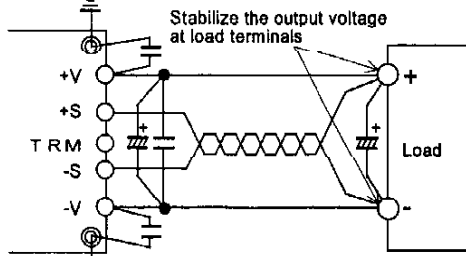 Stabilize the output voltage
at load terminals
+V
+S
TRM
-S
-V
+
+
+
-
Load